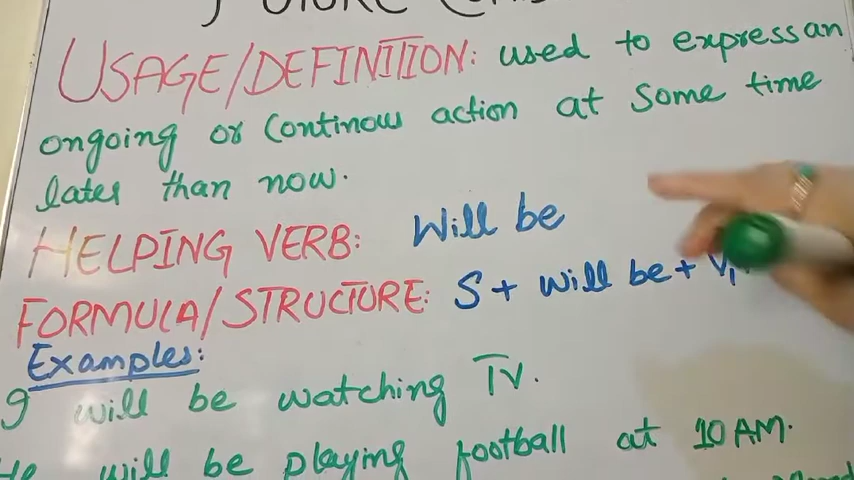 FUTURE
USAGE/DEFINITION: used to express an
ongoing or Continous action at some time
later than now.
HELPING VERB: Will be
FORMULA/STRUCTURE: S+ will be + V1
Examples:
I will be watching TV.
He will be playing football at 10 AM.